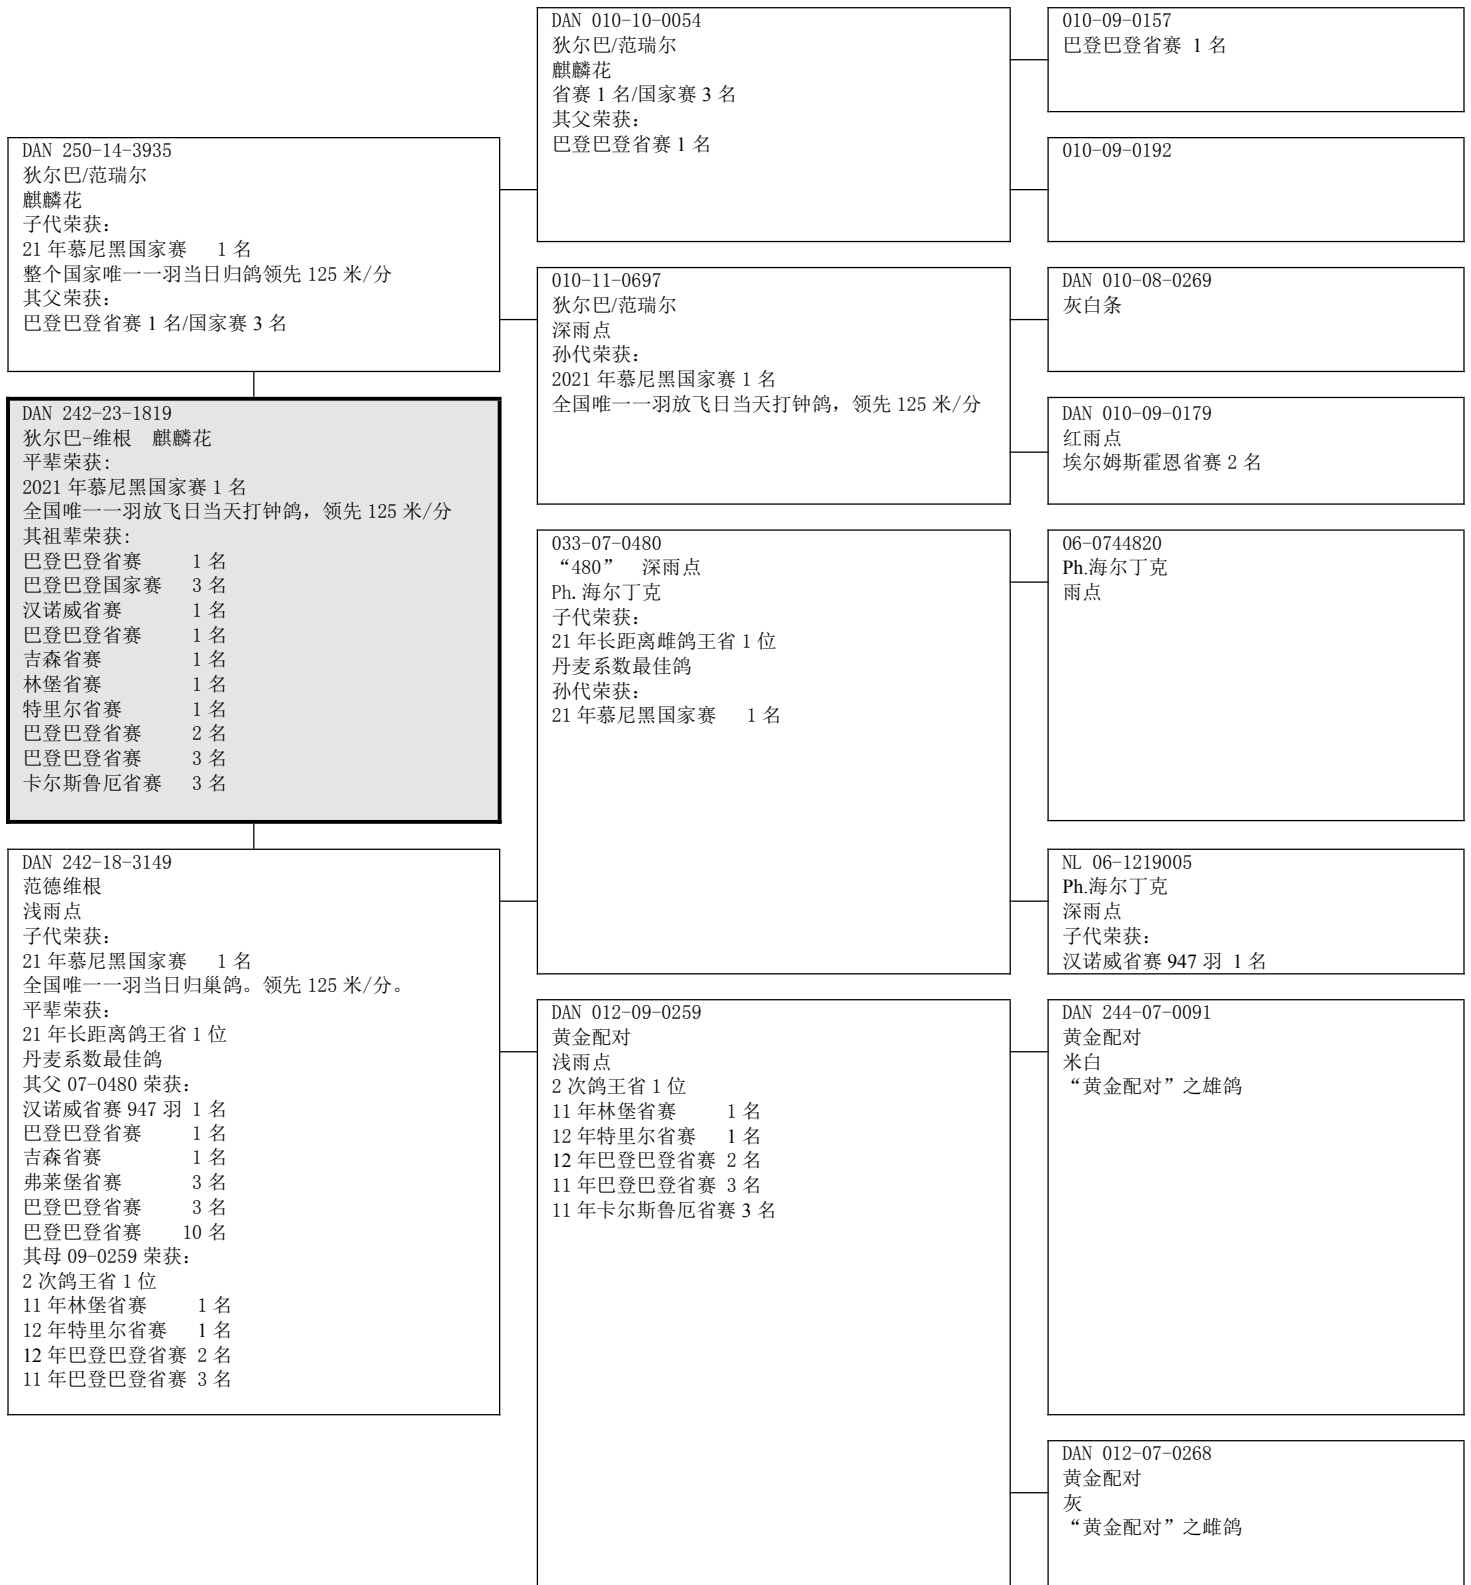 DAN 250-14-3935
狄尔巴/范瑞尔
麒麟花
子代荣获：
21 年慕尼黑国家赛 1 名
整个国家唯一一羽当日归鸽领先 125 米/分
其父荣获：
巴登巴登省赛 1 名/国家赛 3 名
DAN 242-23-1819
狄尔巴-维根 麒麟花
平辈荣获：
2021 年慕尼黑国家赛 1 名
全国唯一一羽放飞日当天打钟鸽，领先 125 米/分
其祖辈荣获：
巴登巴登省赛 1 名
巴登巴登国家赛 3 名
汉诺威省赛 1 名
巴登巴登省赛 1 名
吉森省赛 1 名
林堡省赛 1 名
特里尔省赛 1 名
巴登巴登省赛 2 名
巴登巴登省赛 3 名
卡尔斯鲁厄省赛 3 名
DAN 242-18-3149
范德维根
浅雨点
子代荣获：
21 年慕尼黑国家赛 1 名
全国唯一一羽当日归巢鸽。领先 125 米/分。
平辈荣获：
21 年长距离鸽王省 1 位
丹麦系数最佳鸽
其父 07-0480 荣获：
汉诺威省赛 947 羽 1 名
巴登巴登省赛 1 名
吉森省赛 1 名
弗莱堡省赛 3 名
巴登巴登省赛 3 名
巴登巴登省赛 10 名
其母 09-0259 荣获：
2 次鸽王省 1 位
11 年林堡省赛 1 名
12 年特里尔省赛 1 名
12 年巴登巴登省赛 2 名
11 年巴登巴登省赛 3 名
DAN 010-10-0054
狄尔巴/范瑞尔
麒麟花
省赛 1 名/国家赛 3 名
其父荣获：
巴登巴登省赛 1 名
010-11-0697
狄尔巴/范瑞尔
深雨点
孙代荣获：
2021 年慕尼黑国家赛 1 名
全国唯一一羽放飞日当天打钟鸽，领先 125 米/分
033-07-0480
“480” 深雨点
Ph.海尔丁克
子代荣获：
21 年长距离雌鸽王省 1 位
丹麦系数最佳鸽
孙代荣获：
21 年慕尼黑国家赛 1 名
DAN 012-09-0259
黄金配对
浅雨点
2 次鸽王省 1 位
11 年林堡省赛 1 名
12 年特里尔省赛 1 名
12 年巴登巴登省赛 2 名
11 年巴登巴登省赛 3 名
11 年卡尔斯鲁厄省赛 3 名
010-09-0157
巴登巴登省赛 1 名
010-09-0192
DAN 010-08-0269
灰白条
DAN 010-09-0179
红雨点
埃尔姆斯霍恩省赛 2 名
06-0744820
Ph.海尔丁克
雨点
NL 06-1219005
Ph.海尔丁克
深雨点
子代荣获：
汉诺威省赛 947 羽 1 名
DAN 244-07-0091
黄金配对
米白
“黄金配对”之雄鸽
DAN 012-07-0268
黄金配对
灰
“黄金配对”之雌鸽